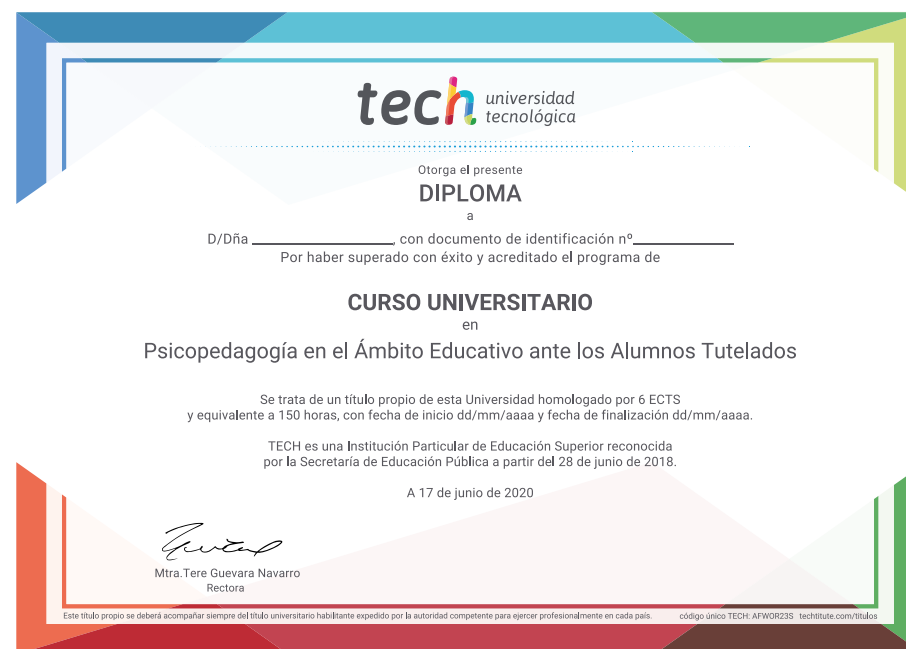 tech universidad
tecnológica
Otorga el presente
DIPLOMA
a
D/Dña ____________________, con documento de identificación nº______________
Por haber superado con éxito y acreditado el programa de
CURSO UNIVERSITARIO
en
Psicopedagogía en el Ámbito Educativo ante los Alumnos Tutelados
Se trata de un título propio de esta Universidad homologado por 6 ECTS
y equivalente a 150 horas, con fecha de inicio dd/mm/aaaa y fecha de finalización dd/mm/aaaa.
TECH es una Institución Particular de Educación Superior reconocida
por la Secretaría de Educación Pública a partir del 28 de junio de 2018.
A 17 de junio de 2020
Mtra.Tere Guevara Navarro
Rectora
Este título propio se deberá acompañar siempre del título universitario habilitante expedido por la autoridad competente para ejercer profesionalmente en cada país. código único TECH: AFWOR23S techtitute.com/titulos